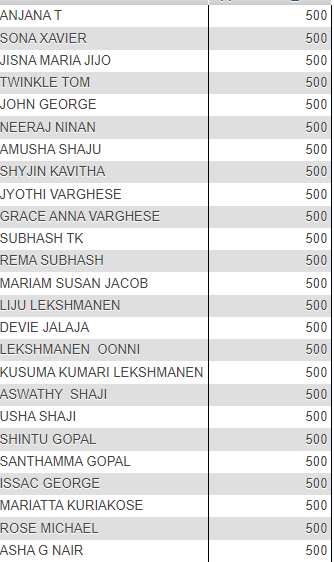 ANJANA T 500
SONA XAVIER 500
JISNA MARIA JIJO 500
TWINKLE TOM 500
JOHN GEORGE 500
NEERAJ NINAN 500
AMUSHA SHAJU 500
SHYJIN KAVITHA 500
JYOTHI VARGHESE 500
GRACE ANNA VARGHESE 500
SUBHASH TK 500
REMA SUBHASH 500
MARIAM SUSAN JACOB 500
LIJU LEKSHMANEN 500
DEVIE JALAJA 500
LEKSHMANEN  OONNI 500
KUSUMA KUMARI LEKSHMANEN 500
ASWATHY  SHAJI 500
USHA SHAJI 500
SHINTU GOPAL 500
SANTHAMMA GOPAL 500
ISSAC GEORGE 500
MARIATTA KURIAKOSE 500
ROSE MICHAEL 500
ASHA G NAIR 500